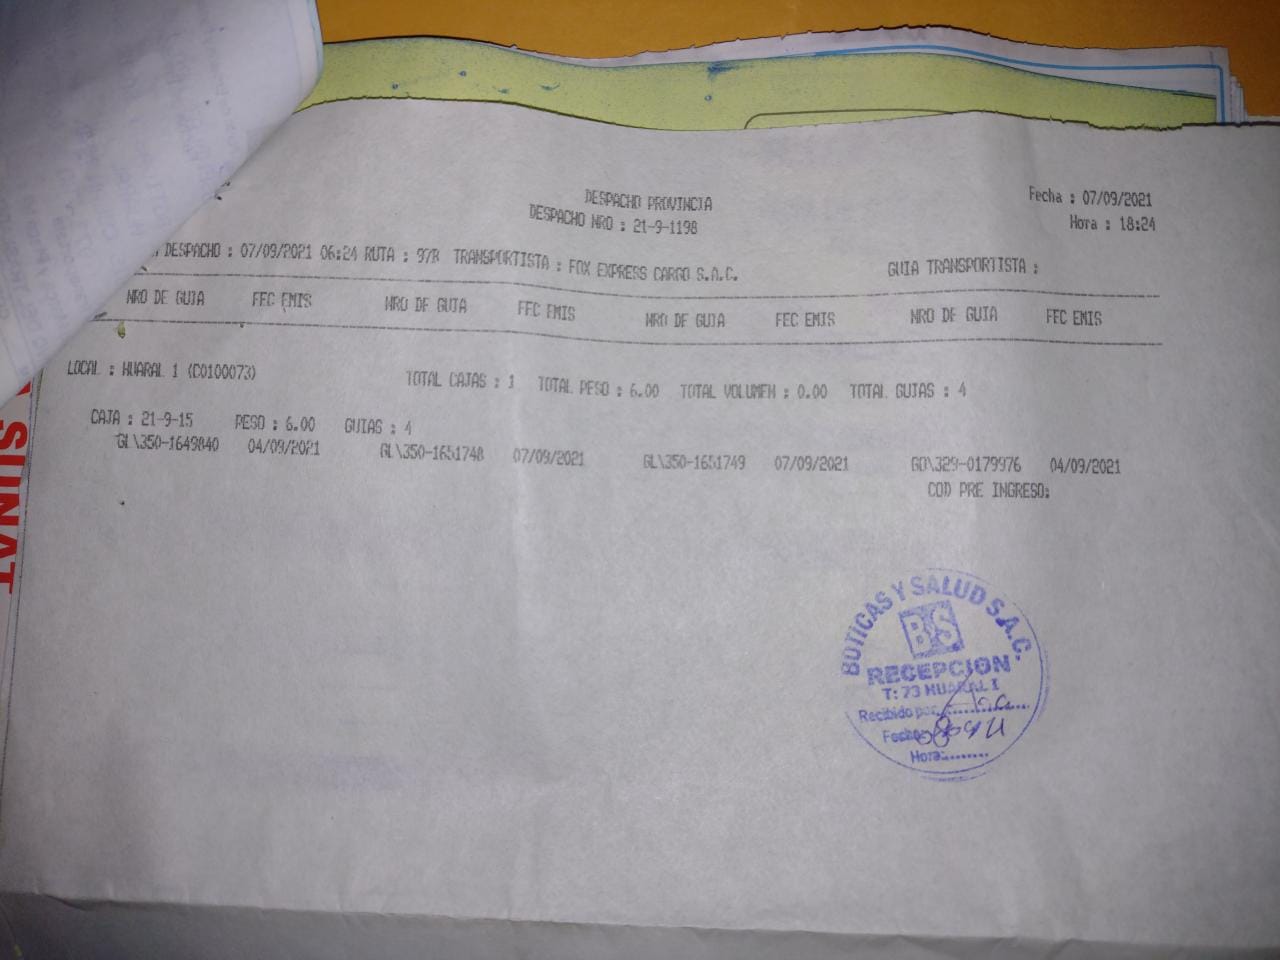 DESPACHO PROVINCIA
Fecha : 07/09/2021
DESPACHO NRO : 21-9-1198
Hora : 18:24
DESPACHO : 07/09/2021 06:24 RUTA : 97R TRANSPORTISTA : FOX EXPRESS CARGO S.A.C. GUIA TRANSPORTISTA :
NRO DE GUIA FEC EMIS NRO DE GUIA FEC EMIS NRO DE GUIA FEC EMIS NRO DE GUIA FEC EMIS
LOCAL : HUARAL 1 (C0100073) TOTAL CAJAS : 1 TOTAL PESO : 6.00 TOTAL VOLUMEN : 0.00 TOTAL GUIAS : 4
CAJA : 21-9-15 PESO : 6.00 GUIAS : 4
GL\350-1649840 04/09/2021 GL\350-1651748 07/09/2021 GL\350-1651749 07/09/2021 GO\329-0179976 04/09/2021
COD PRE INGRESO:
BOTICAS Y SALUD S.A.C.
BS
RECEPCION
T: 73 HUARAL I
Recibido por:
Fecha:
Hora:
SUNAT